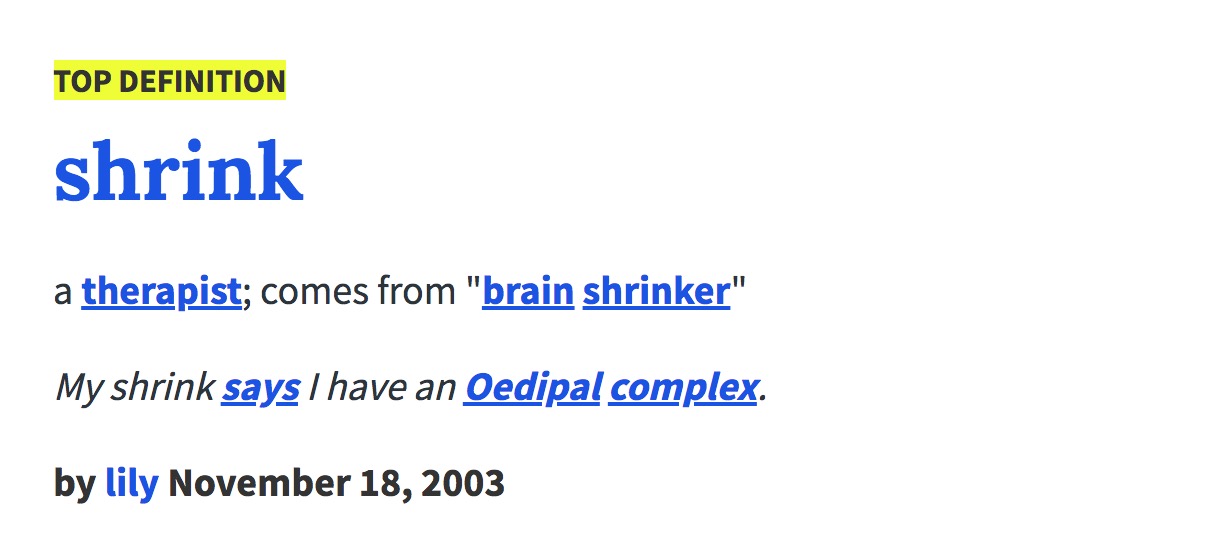 TOP DEFINITION
shrink
a therapist; comes from "brain shrinker"
My shrink says I have an Oedipal complex.
by lily November 18, 2003